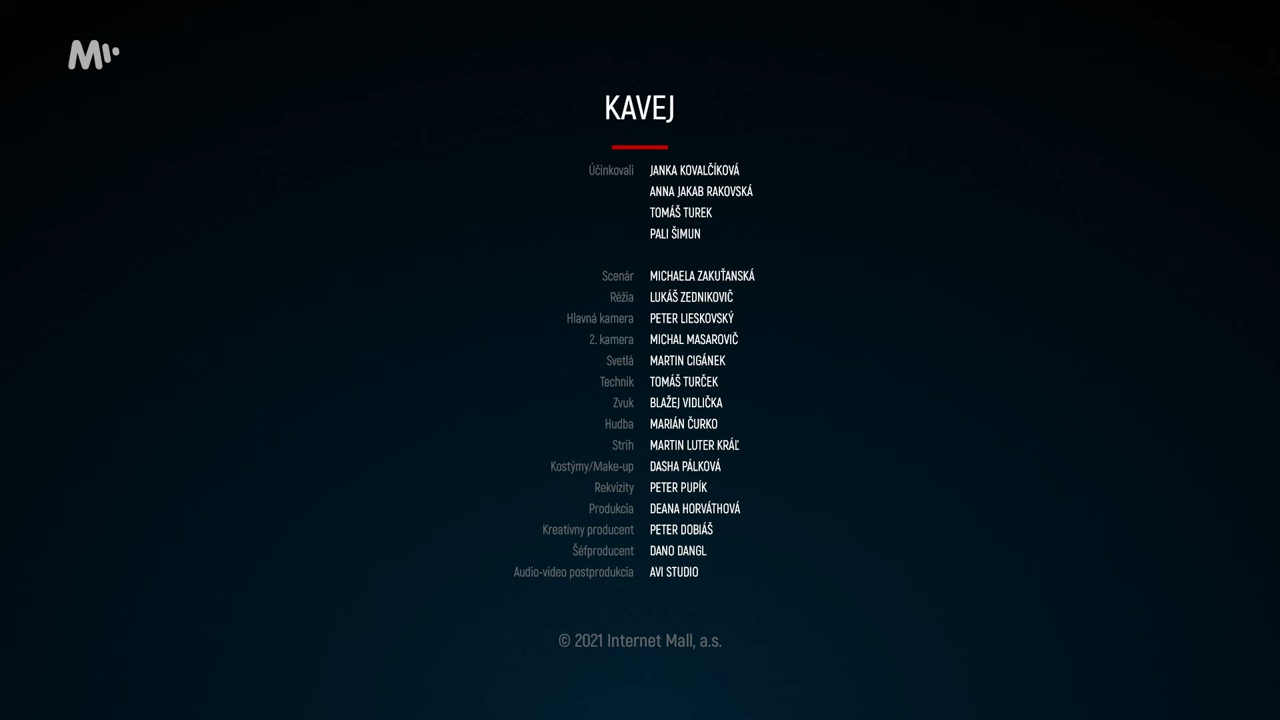 M
KAVEJ
Účinkovali JANKA KOVALČÍKOVÁ
ANNA JAKAB RAKOVSKÁ
TOMÁŠ TUREK
PALI ŠIMUN
Scenár MICHAELA ZAKUŤANSKÁ
Réžia LUKÁŠ ZEDNIKOVIČ
Hlavná kamera PETER LIESKOVSKÝ
2. kamera MICHAL MASAROVIČ
Svetlá MARTIN CIGÁNEK
Technik TOMÁŠ TURČEK
Zvuk BLAŽEJ VIDLIČKA
Hudba MARIÁN ČURKO
Strih MARTIN LUTER KRÁĽ
Kostýmy/Make-up DASHA PÁLKOVÁ
Rekvizity PETER PUPÍK
Produkcia DEANA HORVÁTHOVÁ
Kreatívny producent PETER DOBIÁŠ
Šéfproducent DANO DANGL
Audio-video postprodukcia AVI STUDIO
© 2021 Internet Mall, a.s.